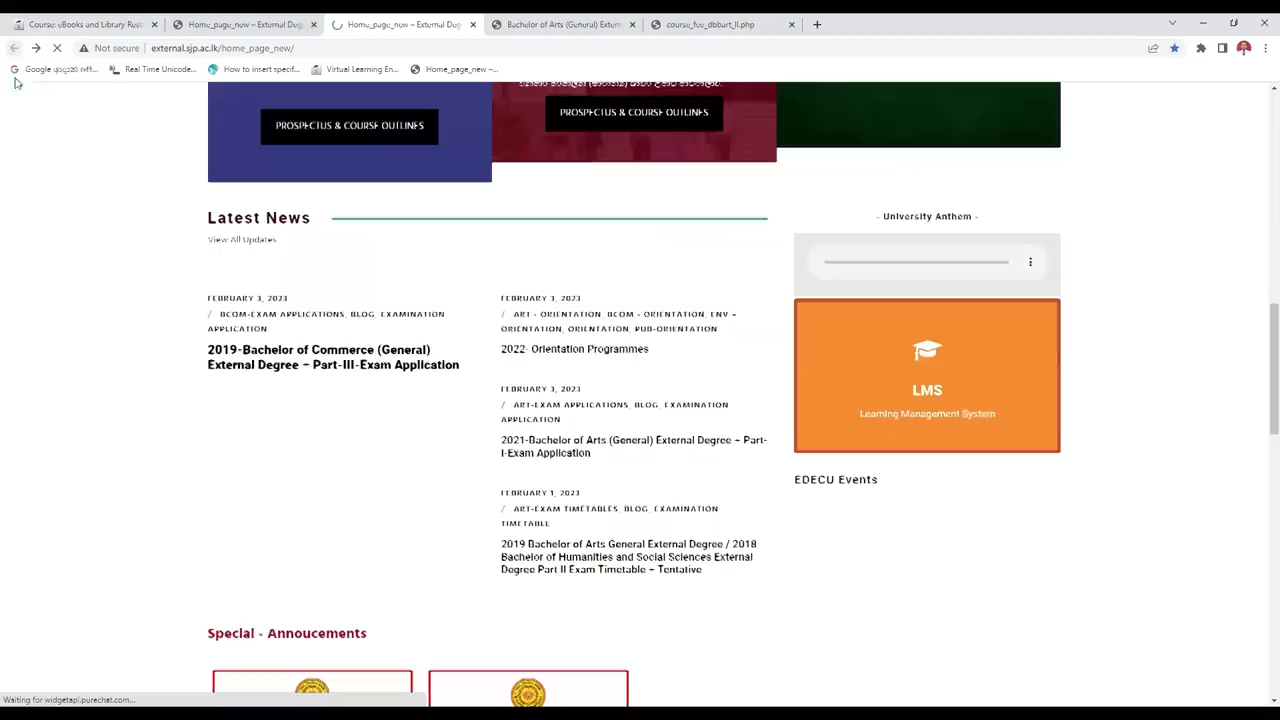 Course: eBooks and Library Reso
Home_page_new – External Deg
Home_page_new – External De
Bachelor of Arts (General) Extern
course_fee_dbbart_II.php
Not secure
external.sjp.ac.lk/home_page_new/
Google
Real Time Unicode...
How to insert specif...
Virtual Learning En...
Home_page_new –...
PROSPECTUS & COURSE OUTLINES
PROSPECTUS & COURSE OUTLINES
Latest News
View All Updates
FEBRUARY 3, 2023
/ BCOM-EXAM APPLICATIONS, BLOG, EXAMINATION
APPLICATION
2019-Bachelor of Commerce (General)
External Degree – Part-III-Exam Application
FEBRUARY 3, 2023
/ ART - ORIENTATION, BCOM - ORIENTATION, ENV –
ORIENTATION, ORIENTATION, PUB-ORIENTATION
2022- Orientation Programmes
FEBRUARY 3, 2023
/ ART-EXAM APPLICATIONS, BLOG, EXAMINATION
APPLICATION
2021-Bachelor of Arts (General) External Degree – Part-
I-Exam Application
FEBRUARY 1, 2023
/ ART-EXAM TIMETABLES, BLOG, EXAMINATION
TIMETABLE
2019 Bachelor of Arts General External Degree / 2018
Bachelor of Humanities and Social Sciences External
Degree Part II Exam Timetable – Tentative
- University Anthem -
LMS
Learning Management System
EDECU Events
Special - Annoucements
Waiting for widgetapi.purechat.com...